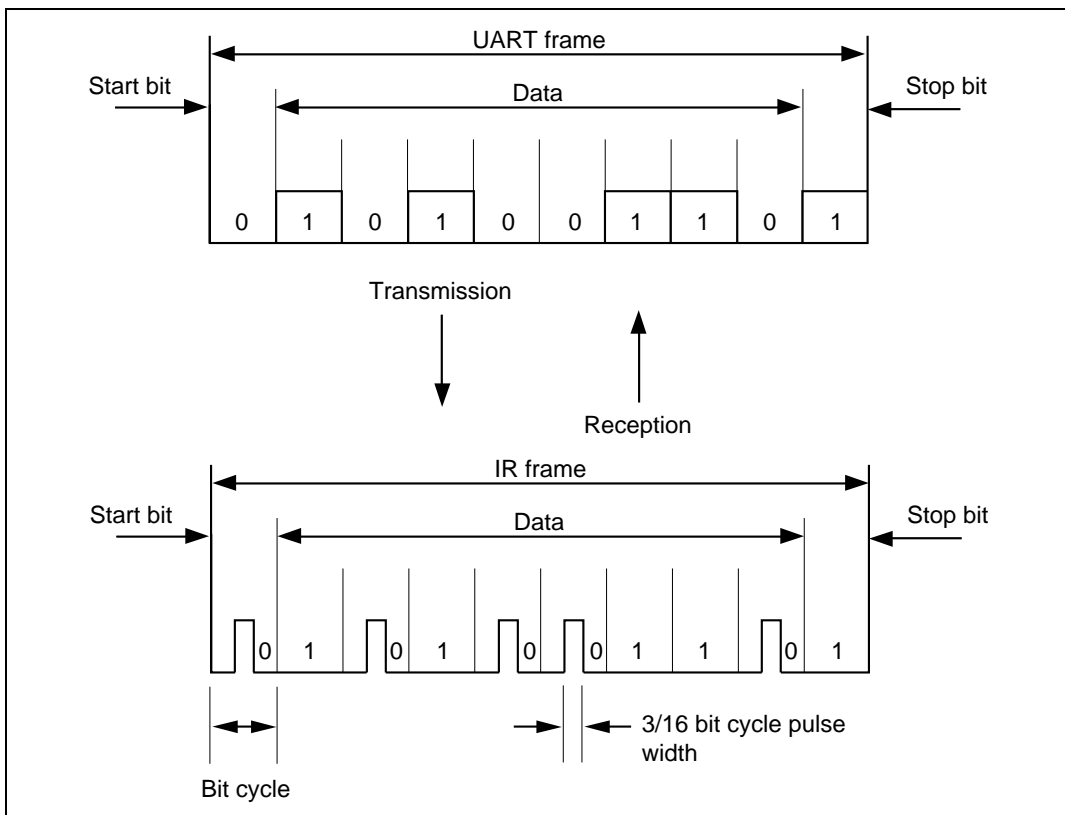 UART frame
Start bit
Data
Stop bit
0 1 0 1 0 0 1 1 0 1
Transmission
Reception
IR frame
Start bit
Data
Stop bit
0 1 0 1 0 0 1 1 0 1
3/16 bit cycle pulse
width
Bit cycle